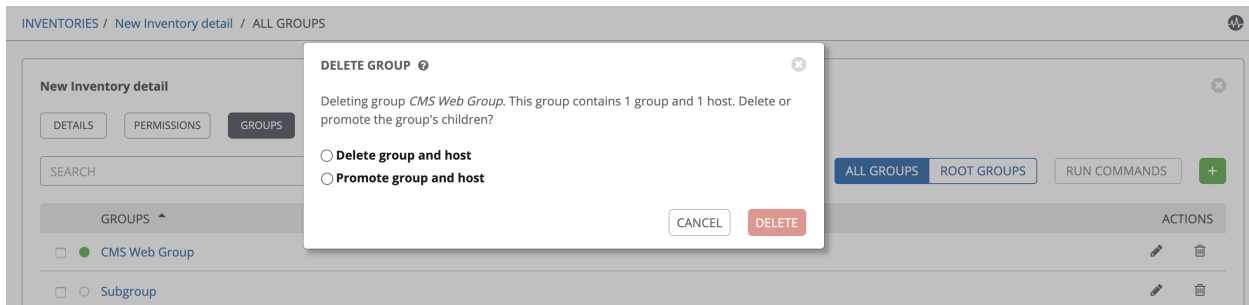 INVENTORIES / New Inventory detail / ALL GROUPS
DELETE GROUP ?
New Inventory detail
Deleting group CMS Web Group. This group contains 1 group and 1 host. Delete or
promote the group's children?
DETAILS PERMISSIONS GROUPS
Delete group and host
Promote group and host
SEARCH
ALL GROUPS ROOT GROUPS RUN COMMANDS +
CANCEL DELETE
GROUPS ACTIONS
CMS Web Group
Subgroup